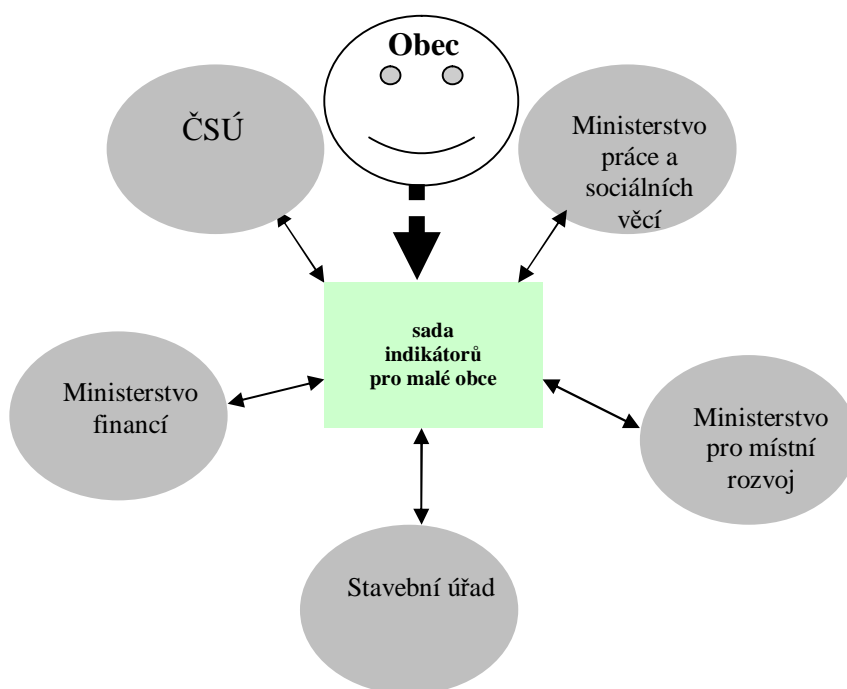 Obec
ČSÚ
Ministerstvo
práce a
sociálních
věcí
sada
indikátorů
pro malé obce
Ministerstvo
financí
Ministerstvo
pro místní
rozvoj
Stavební úřad